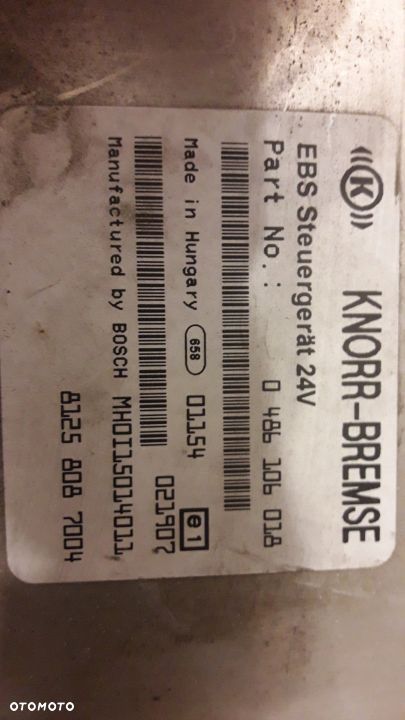 KNORR-BREMSE
EBS Steuergerät 24V
Part No.: 0 486 106 018
Made in Hungary 658 01154 e1
021907
Manufactured by BOSCH MHDI15014011
8125 808 7004
OTOMOTO